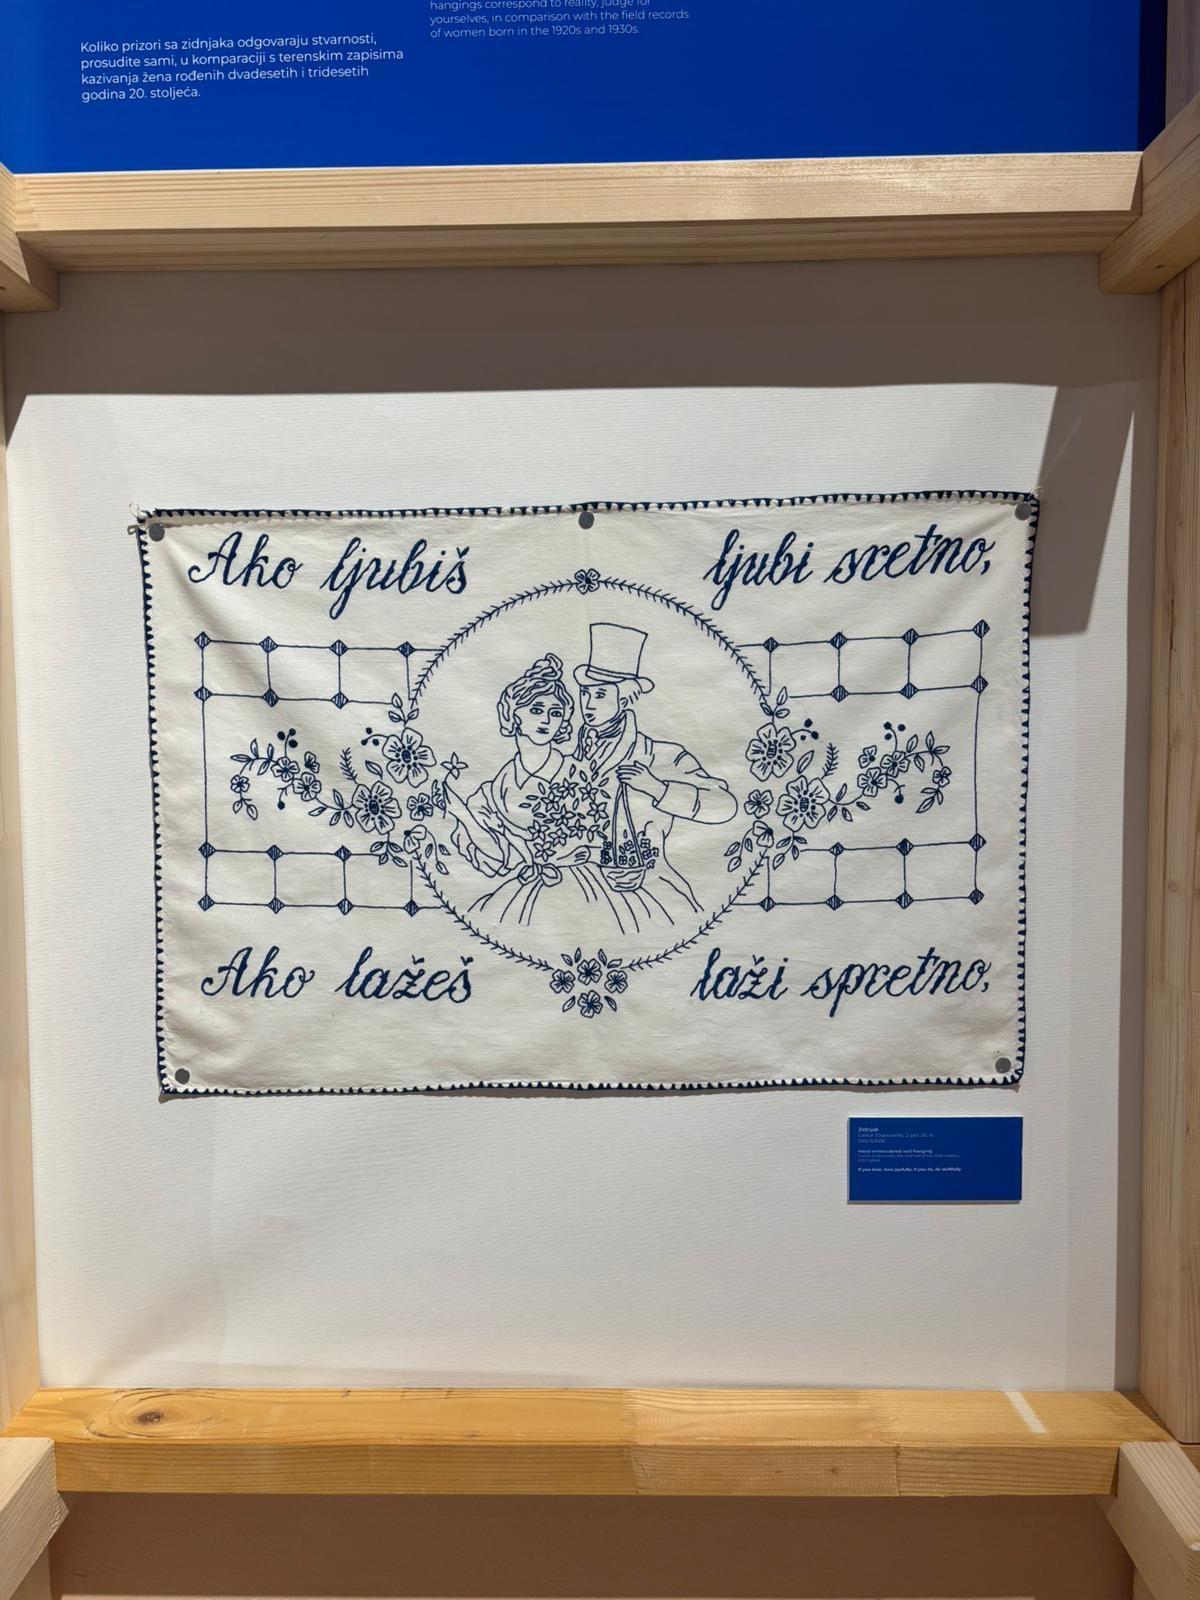 hangings correspond to reality, judge for
yourselves, in comparison with the field records
of women born in the 1920s and 1930s.
Koliko prizori sa zidnjaka odgovaraju stvarnosti,
prosudite sami, u komparaciji s terenskim zapisima
kazivanja žena rođenih dvadesetih i tridesetih
godina 20. stoljeća.
Ako ljubiš ljubi sretno,
Ako lažeš laži spretno,
Zidnjak
Hand embroidered wall hanging
If you love, love joyfully; if you lie, lie skillfully.